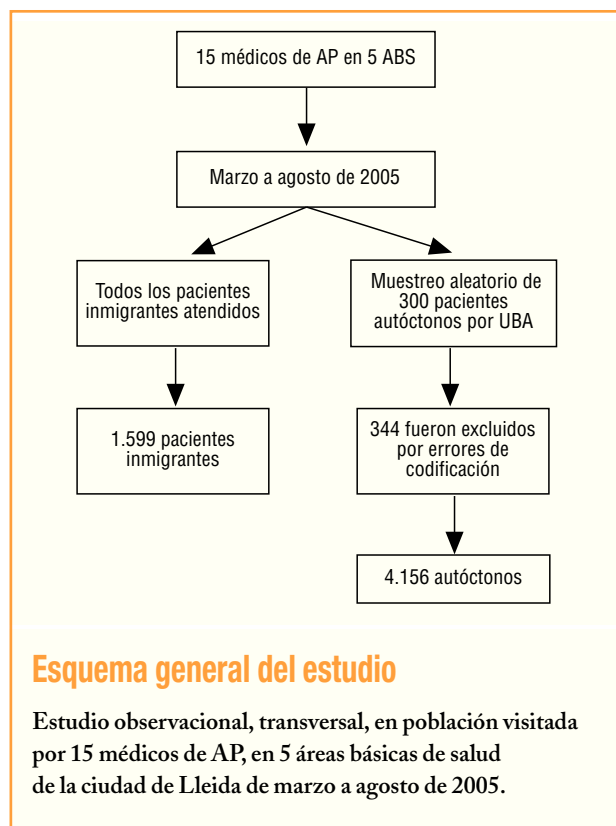 15 médicos de AP en 5 ABS
Marzo a agosto de 2005
Todos los pacientes
inmigrantes atendidos
Muestreo aleatorio de
300 pacientes
autóctonos por UBA
1.599 pacientes
inmigrantes
344 fueron excluidos
por errores de
codificación
4.156 autóctonos
Esquema general del estudio
Estudio observacional, transversal, en población visitada
por 15 médicos de AP, en 5 áreas básicas de salud
de la ciudad de Lleida de marzo a agosto de 2005.